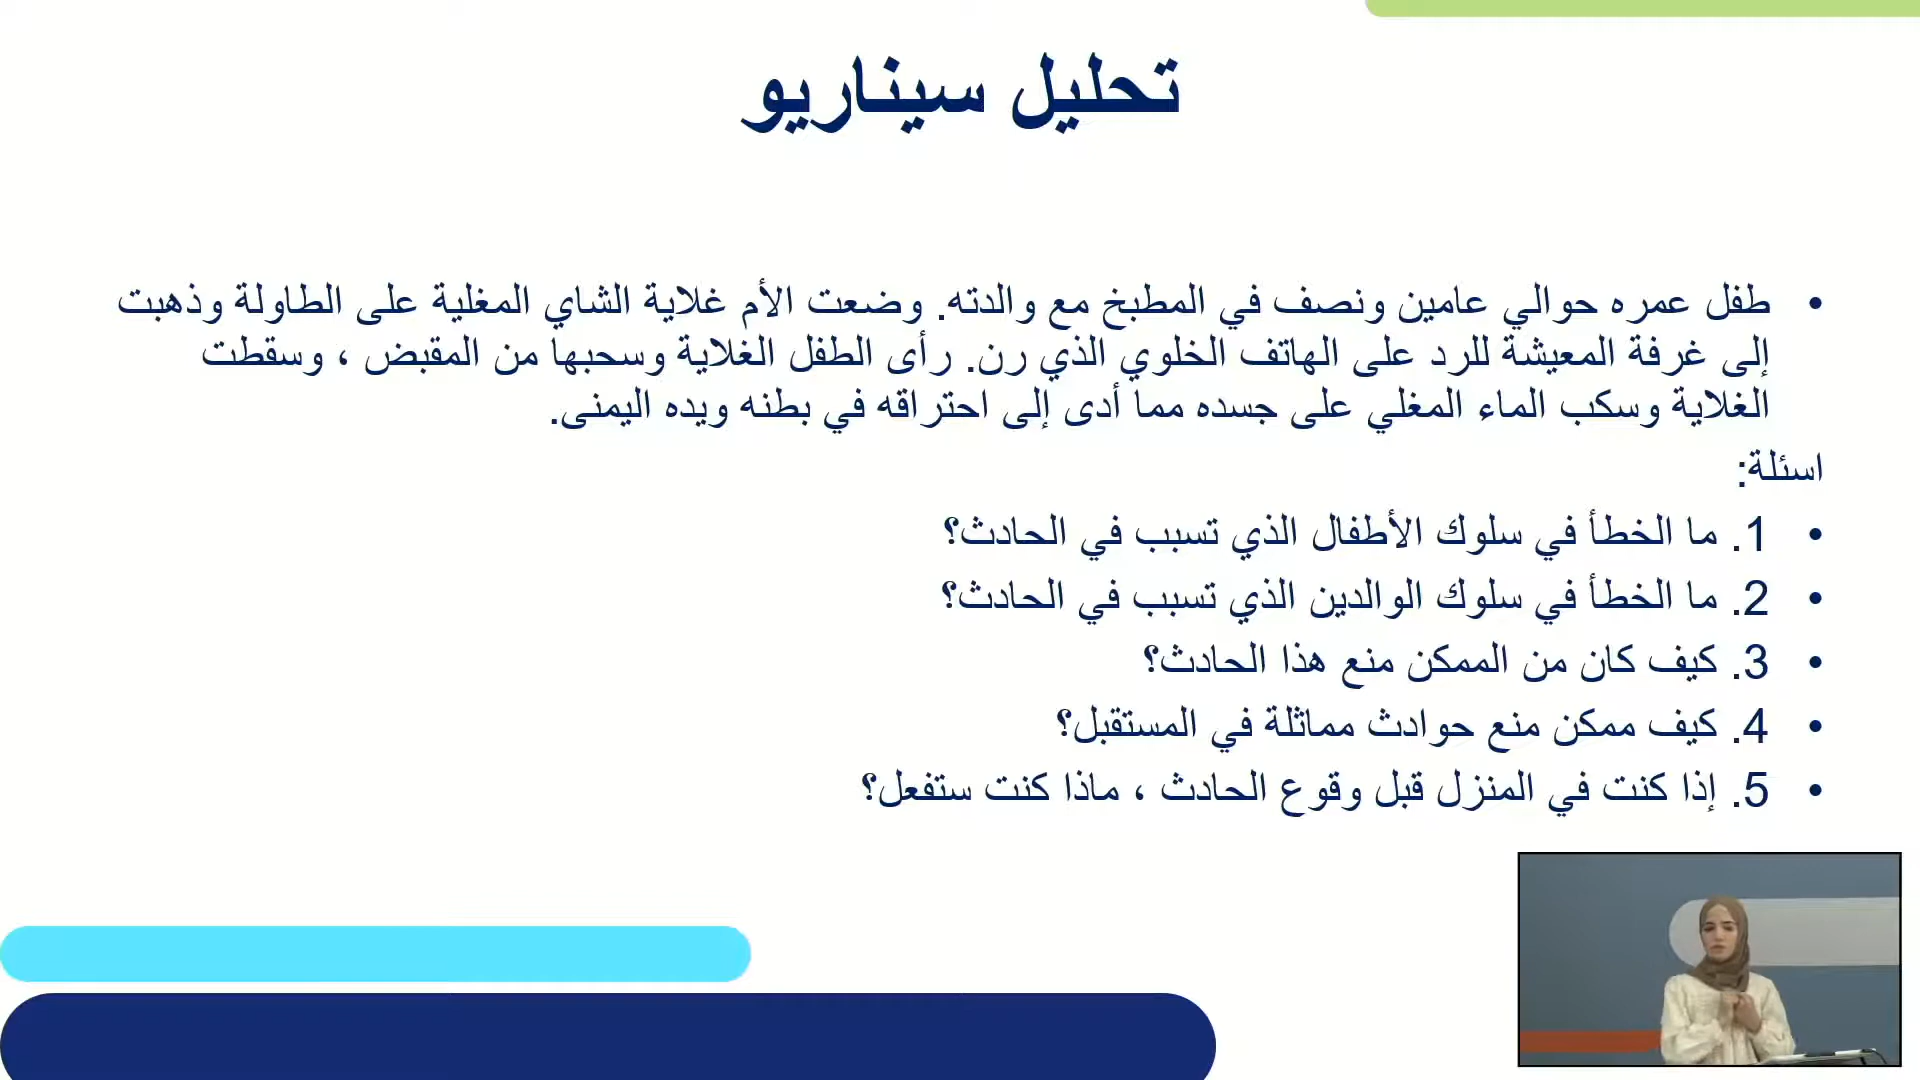 تحليل سيناريو
• طفل عمره حوالي عامين ونصف في المطبخ مع والدته. وضعت الأم غلاية الشاي المغلية على الطاولة وذهبت
إلى غرفة المعيشة للرد على الهاتف الخلوي الذي رن. رأى الطفل الغلاية وسحبها من المقبض ، وسقطت
الغلاية وسكب الماء المغلي على جسده مما أدى إلى احتراقه في بطنه ويده اليمنى.
اسئلة:
• 1. ما الخطأ في سلوك الأطفال الذي تسبب في الحادث؟
• 2. ما الخطأ في سلوك الوالدين الذي تسبب في الحادث؟
• 3. كيف كان من الممكن منع هذا الحادث؟
• 4. كيف ممكن منع حوادث مماثلة في المستقبل؟
• 5. إذا كنت في المنزل قبل وقوع الحادث ، ماذا كنت ستفعل؟